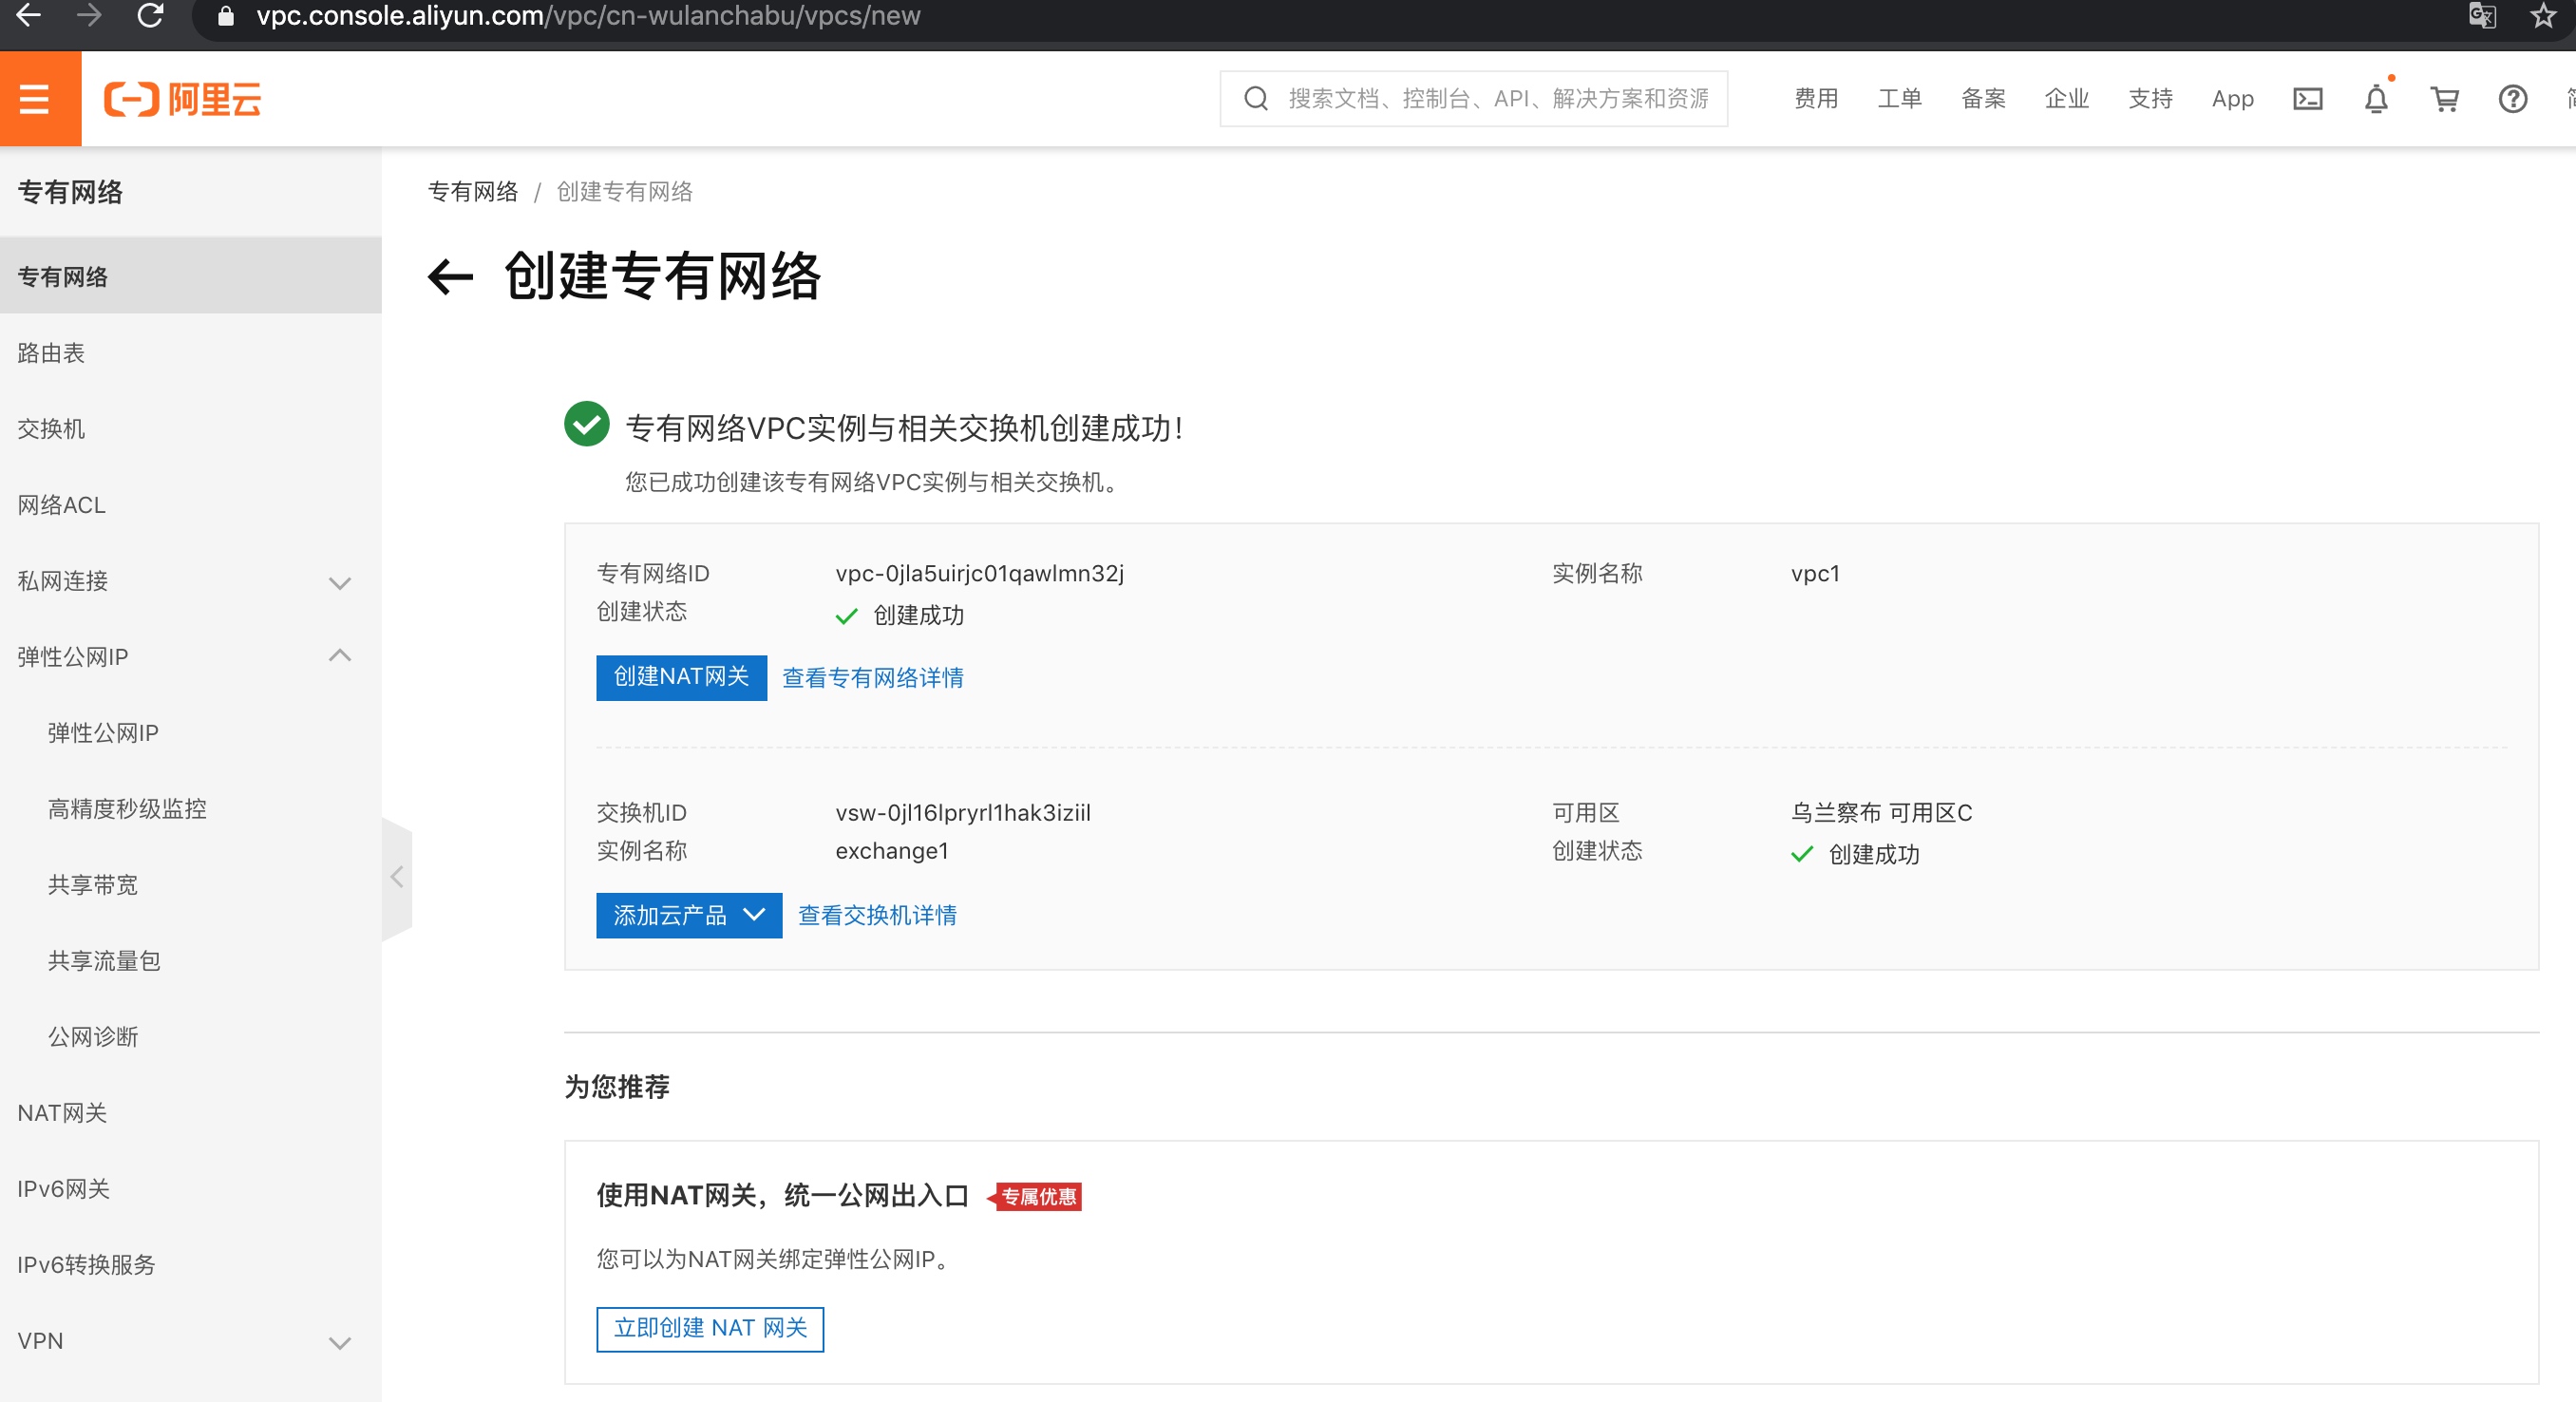 vpc.console.aliyun.com/vpc/cn-wulanchabu/vpcs/new
阿里云
搜索文档、控制台、API、解决方案和资源
费用 工单 备案 企业 支持 App
专有网络
专有网络
路由表
交换机
网络ACL
私网连接
弹性公网IP
弹性公网IP
高精度秒级监控
共享带宽
共享流量包
公网诊断
NAT网关
IPv6网关
IPv6转换服务
VPN
专有网络 / 创建专有网络
创建专有网络
专有网络VPC实例与相关交换机创建成功!
您已成功创建该专有网络VPC实例与相关交换机。
专有网络ID vpc-0jla5uirjc01qawlmn32j 实例名称 vpc1
创建状态 创建成功
创建NAT网关 查看专有网络详情
交换机ID vsw-0jl16lpryrl1hak3iziil 可用区 乌兰察布 可用区C
实例名称 exchange1 创建状态 创建成功
添加云产品 查看交换机详情
为您推荐
使用NAT网关，统一公网出入口 专属优惠
您可以为NAT网关绑定弹性公网IP。
立即创建 NAT 网关